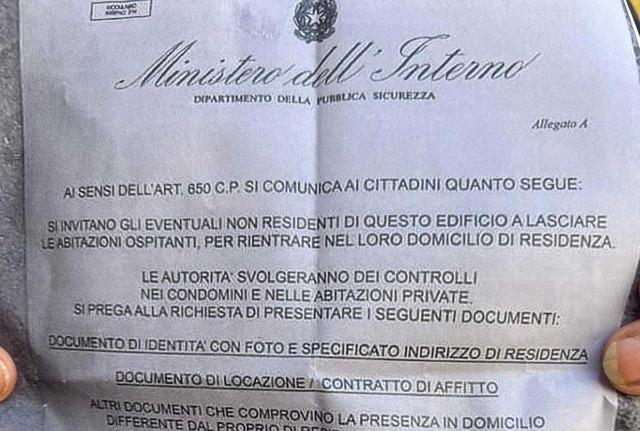 MODULARIO
Ministero dell'Interno
DIPARTIMENTO DELLA PUBBLICA SICUREZZA
Allegato A
AI SENSI DELL'ART. 650 C.P. SI COMUNICA AI CITTADINI QUANTO SEGUE:
SI INVITANO GLI EVENTUALI NON RESIDENTI DI QUESTO EDIFICIO A LASCIARE
LE ABITAZIONI OSPITANTI, PER RIENTRARE NEL LORO DOMICILIO DI RESIDENZA.
LE AUTORITA' SVOLGERANNO DEI CONTROLLI
NEI CONDOMINI E NELLE ABITAZIONI PRIVATE.
SI PREGA ALLA RICHIESTA DI PRESENTARE I SEGUENTI DOCUMENTI:
DOCUMENTO DI IDENTITA' CON FOTO E SPECIFICATO INDIRIZZO DI RESIDENZA
DOCUMENTO DI LOCAZIONE / CONTRATTO DI AFFITTO
ALTRI DOCUMENTI CHE COMPROVINO LA PRESENZA IN DOMICILIO
DIFFERENTE DAL PROPRIO DI